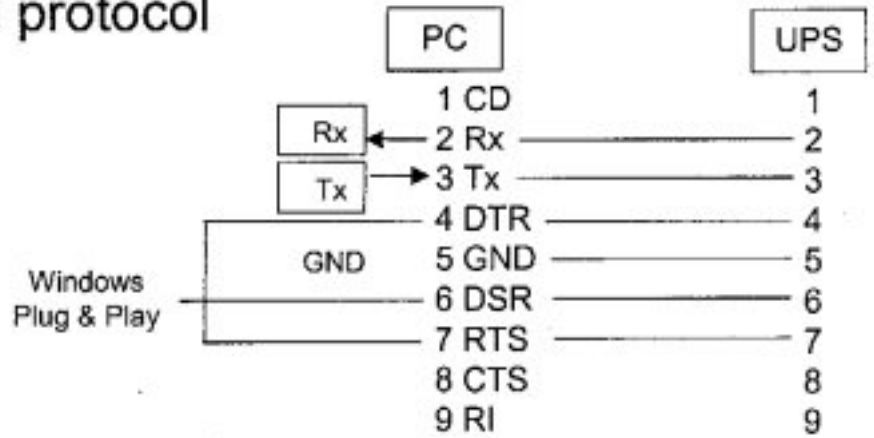 protocol
PC UPS
1 CD 1
Rx 2 Rx 2
Tx 3 Tx 3
4 DTR 4
GND 5 GND 5
Windows
Plug & Play
6 DSR 6
7 RTS 7
8 CTS 8
9 RI 9